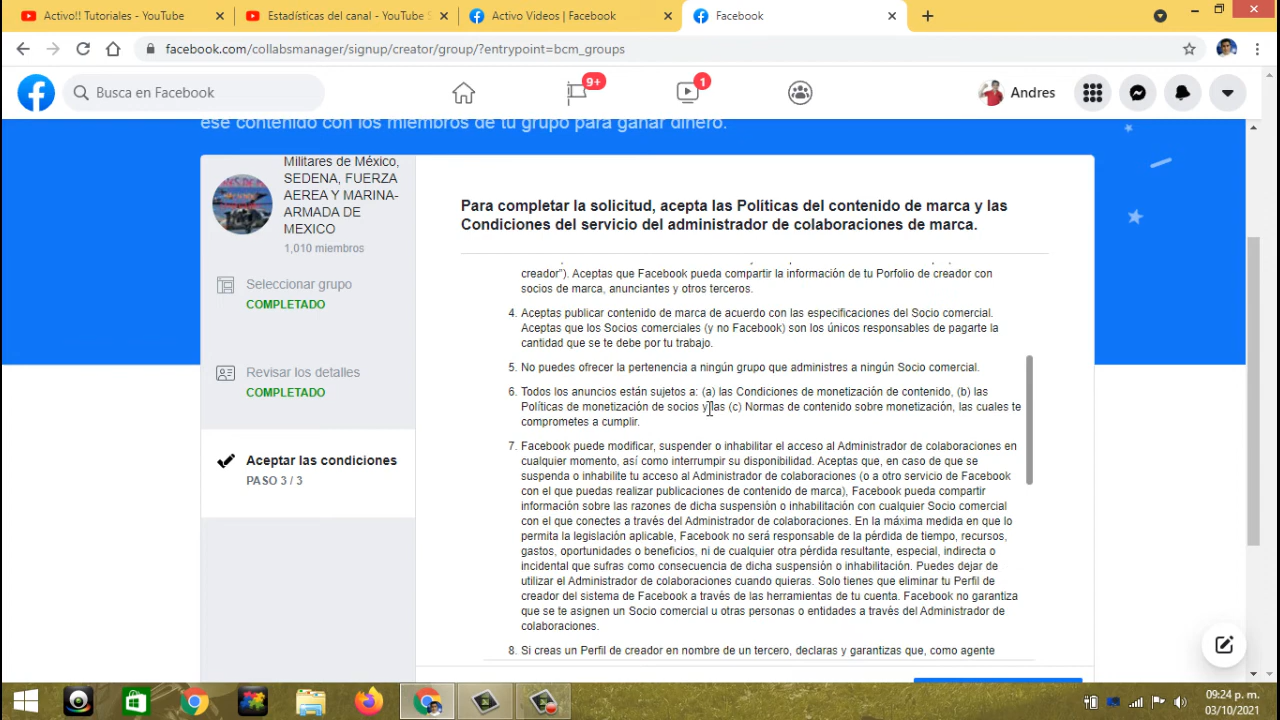 Activo!! Tutoriales - YouTube
Estadísticas del canal - YouTube S
Activo Videos | Facebook
Facebook
facebook.com/collabsmanager/signup/creator/group/?entrypoint=bcm_groups
Busca en Facebook
9+
1
Andres
ese contenido con los miembros de tu grupo para ganar dinero.
Militares de México,
SEDENA, FUERZA
AEREA Y MARINA-
ARMADA DE
MEXICO
1,010 miembros
Seleccionar grupo
COMPLETADO
Revisar los detalles
COMPLETADO
Aceptar las condiciones
PASO 3 / 3
Para completar la solicitud, acepta las Políticas del contenido de marca y las
Condiciones del servicio del administrador de colaboraciones de marca.
creador"). Aceptas que Facebook pueda compartir la información de tu Porfolio de creador con
socios de marca, anunciantes y otros terceros.
4. Aceptas publicar contenido de marca de acuerdo con las especificaciones del Socio comercial.
Aceptas que los Socios comerciales (y no Facebook) son los únicos responsables de pagarte la
cantidad que se te debe por tu trabajo.
5. No puedes ofrecer la pertenencia a ningún grupo que administres a ningún Socio comercial.
6. Todos los anuncios están sujetos a: (a) las Condiciones de monetización de contenido, (b) las
Políticas de monetización de socios y las (c) Normas de contenido sobre monetización, las cuales te
comprometes a cumplir.
7. Facebook puede modificar, suspender o inhabilitar el acceso al Administrador de colaboraciones en
cualquier momento, así como interrumpir su disponibilidad. Aceptas que, en caso de que se
suspenda o inhabilite tu acceso al Administrador de colaboraciones (o a otro servicio de Facebook
con el que puedas realizar publicaciones de contenido de marca), Facebook pueda compartir
información sobre las razones de dicha suspensión o inhabilitación con cualquier Socio comercial
con el que conectes a través del Administrador de colaboraciones. En la máxima medida en que lo
permita la legislación aplicable, Facebook no será responsable de la pérdida de tiempo, recursos,
gastos, oportunidades o beneficios, ni de cualquier otra pérdida resultante, especial, indirecta o
incidental que sufras como consecuencia de dicha suspensión o inhabilitación. Puedes dejar de
utilizar el Administrador de colaboraciones cuando quieras. Solo tienes que eliminar tu Perfil de
creador del sistema de Facebook a través de las herramientas de tu cuenta. Facebook no garantiza
que se te asignen un Socio comercial u otras personas o entidades a través del Administrador de
colaboraciones.
8. Si creas un Perfil de creador en nombre de un tercero, declaras y garantizas que, como agente
09:24 p. m.
03/10/2021